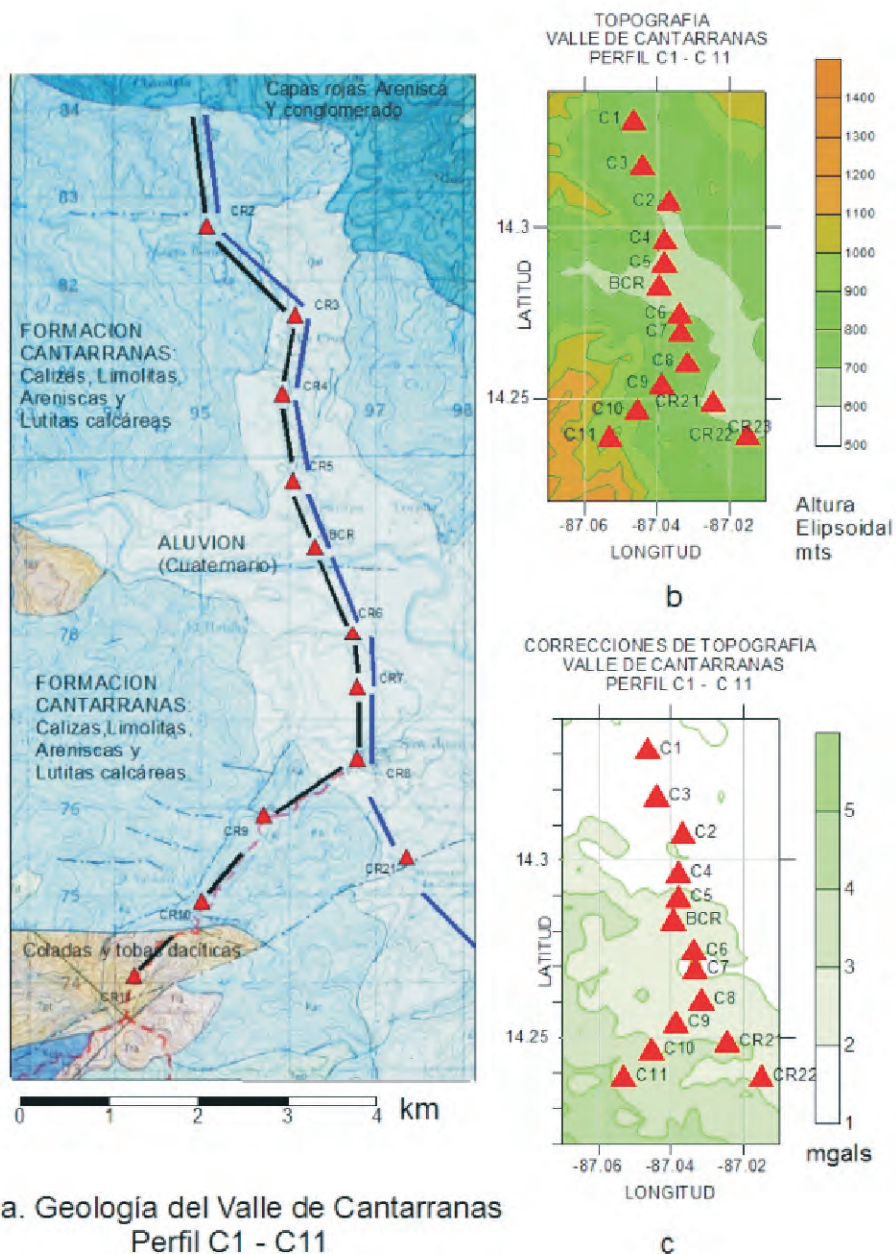 Capas rojas: Arenisca
Y conglomerado
84
83
CR2
82
CR3
FORMACION
CANTARRANAS:
Calizas, Limolitas,
Areniscas y
Lutitas calcáreas
95
97
98
CR4
CR5
BCR
ALUVION
(Cuaternario)
CR6
78
CR7
FORMACION
CANTARRANAS:
Calizas,Limolitas,
Areniscas y
Lutitas calcáreas
CR8
76
CR9
CR21
75
CR10
Coladas y tobas dacíticas
74
CR11
0 1 2 3 4 km
a. Geología del Valle de Cantarranas
Perfil C1 - C11
TOPOGRAFIA
VALLE DE CANTARRANAS
PERFIL C1 - C 11
C1
C3
C2
14.3
C4
C5
BCR
LATITUD
C6
C7
C8
C9
14.25
C10
CR21
C11
CR22
CR23
-87.06 -87.04 -87.02
LONGITUD
1400
1300
1200
1100
1000
900
800
700
600
500
Altura
Elipsoidal
mts
b
CORRECCIONES DE TOPOGRAFÍA
VALLE DE CANTARRANAS
PERFIL C1 - C 11
C1
C3
C2
14.3
C4
C5
BCR
LATITUD
C6
C7
C8
C9
14.25
C10
CR21
C11
CR22
-87.06 -87.04 -87.02
LONGITUD
5
4
3
2
1
mgals
c